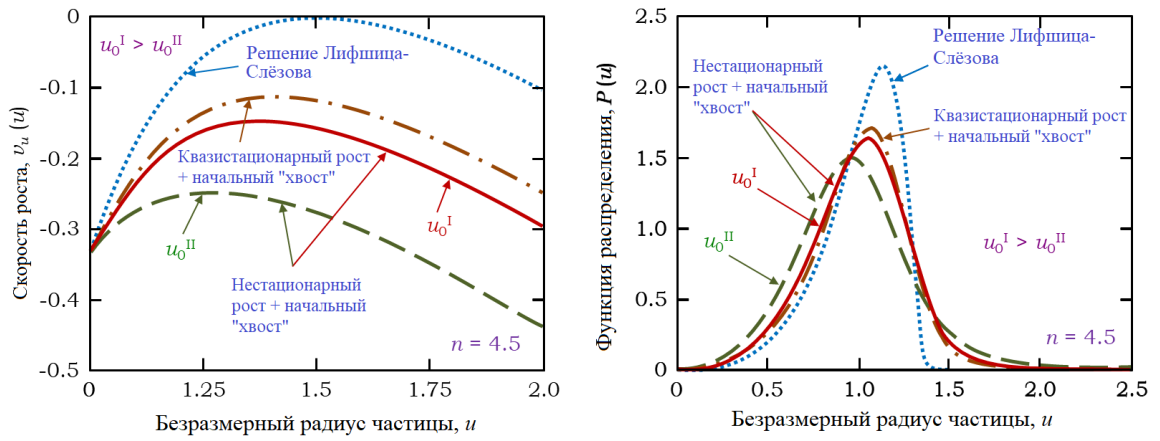 Скорость роста, υᵤ (u)
0
-0.1
-0.2
-0.3
-0.4
-0.5
u₀ᴵ > u₀ᴵᴵ
Решение Лифшица-
Слёзова
Квазистационарный рост
+ начальный "хвост"
u₀ᴵ
u₀ᴵᴵ
Нестационарный
рост + начальный
"хвост"
n = 4.5
0
1.25
1.5
1.75
2.0
Безразмерный радиус частицы, u
Функция распределения, P (u)
2.5
2.0
1.5
1.0
0.5
0
Решение Лифшица-
Слёзова
Нестационарный
рост + начальный
"хвост"
Квазистационарный рост
+ начальный "хвост"
u₀ᴵ
u₀ᴵᴵ
u₀ᴵ > u₀ᴵᴵ
n = 4.5
0
0.5
1.0
1.5
2.0
2.5
Безразмерный радиус частицы, u